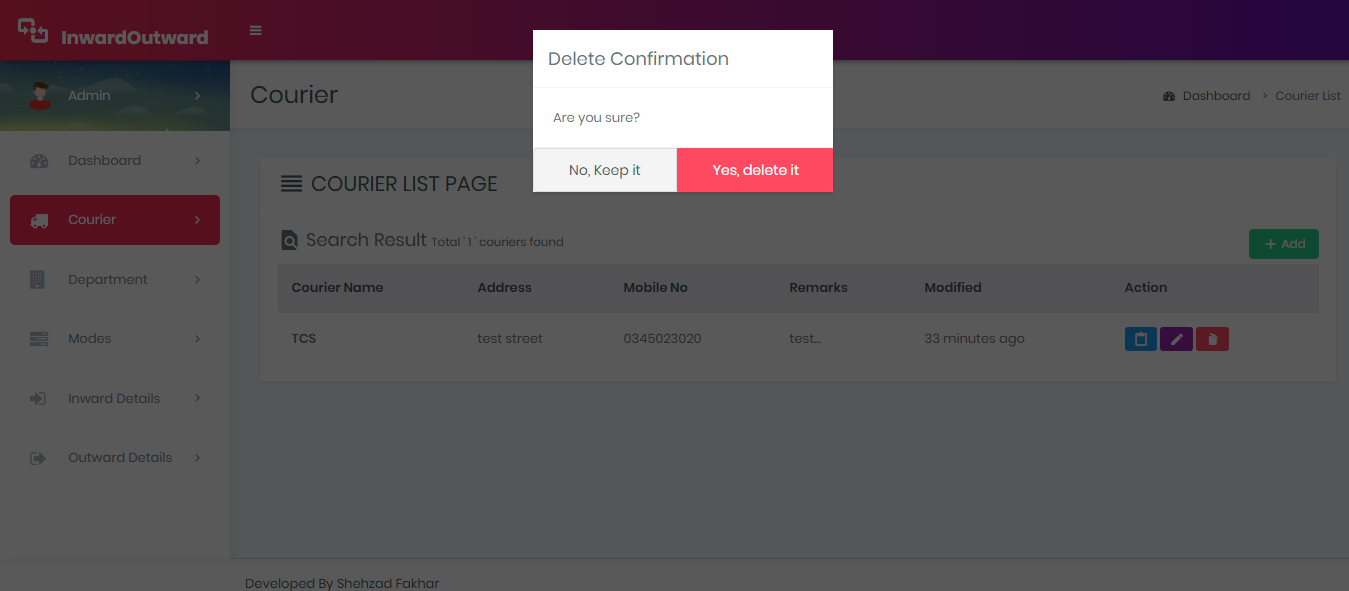 InwardOutward
Delete Confirmation
Are you sure?
No, Keep it
Yes, delete it
Admin
Courier
Dashboard > Courier List
Dashboard
Courier
Department
Modes
Inward Details
Outward Details
COURIER LIST PAGE
Search Result Total ' 1 ' couriers found
+ Add
Courier Name Address Mobile No Remarks Modified Action
TCS test street 0345023020 test... 33 minutes ago
Developed By Shehzad Fakhar